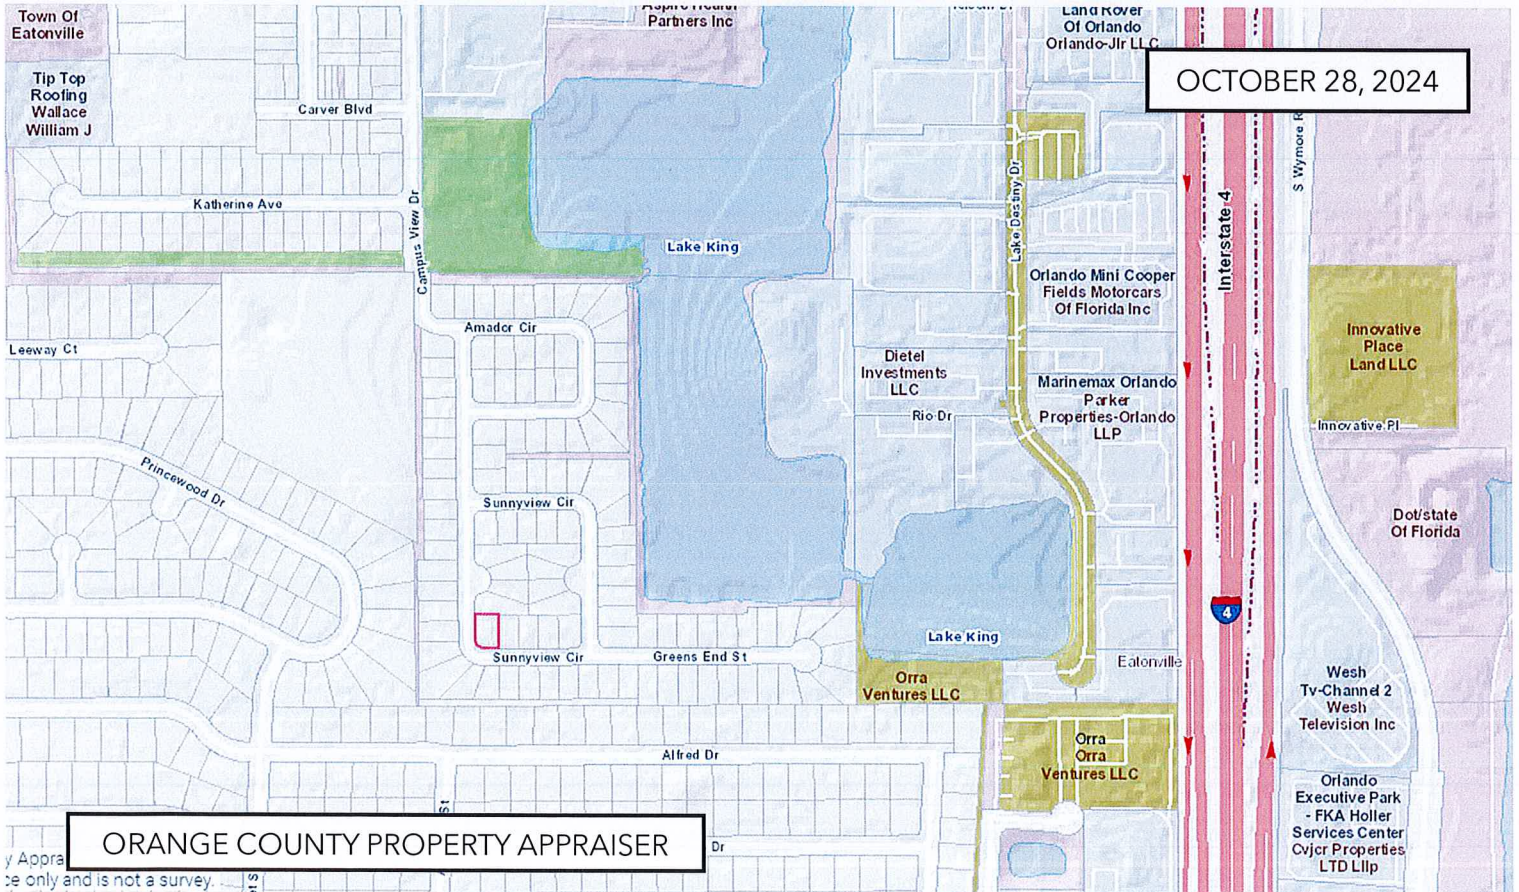 Town Of
Eatonville
Partners Inc
Land Rover
Of Orlando
Orlando-Jlr LLC
OCTOBER 28, 2024
Tip Top
Roofing
Wallace
William J
Carver Blvd
Katherine Ave
Campus View Dr
Lake King
Lake Destiny Dr
Interstate 4
S Wymore R
Orlando Mini Cooper
Fields Motorcars
Of Florida Inc
Innovative
Place
Land LLC
Amador Cir
Leeway Ct
Dietel
Investments
LLC
Marinemax Orlando
Parker
Properties-Orlando
LLP
Rio Dr
Innovative Pl
Princewood Dr
Sunnyview Cir
Dot/state
Of Florida
4
Lake King
Sunnyview Cir
Greens End St
Eatonville
Orra
Ventures LLC
Wesh
Tv-Channel 2
Wesh
Television Inc
Alfred Dr
Orra
Orra
Ventures LLC
Orlando
Executive Park
- FKA Holler
Services Center
Cvjcr Properties
LTD Lllp
St
ORANGE COUNTY PROPERTY APPRAISER
Dr
y Appra
ce only and is not a survey.